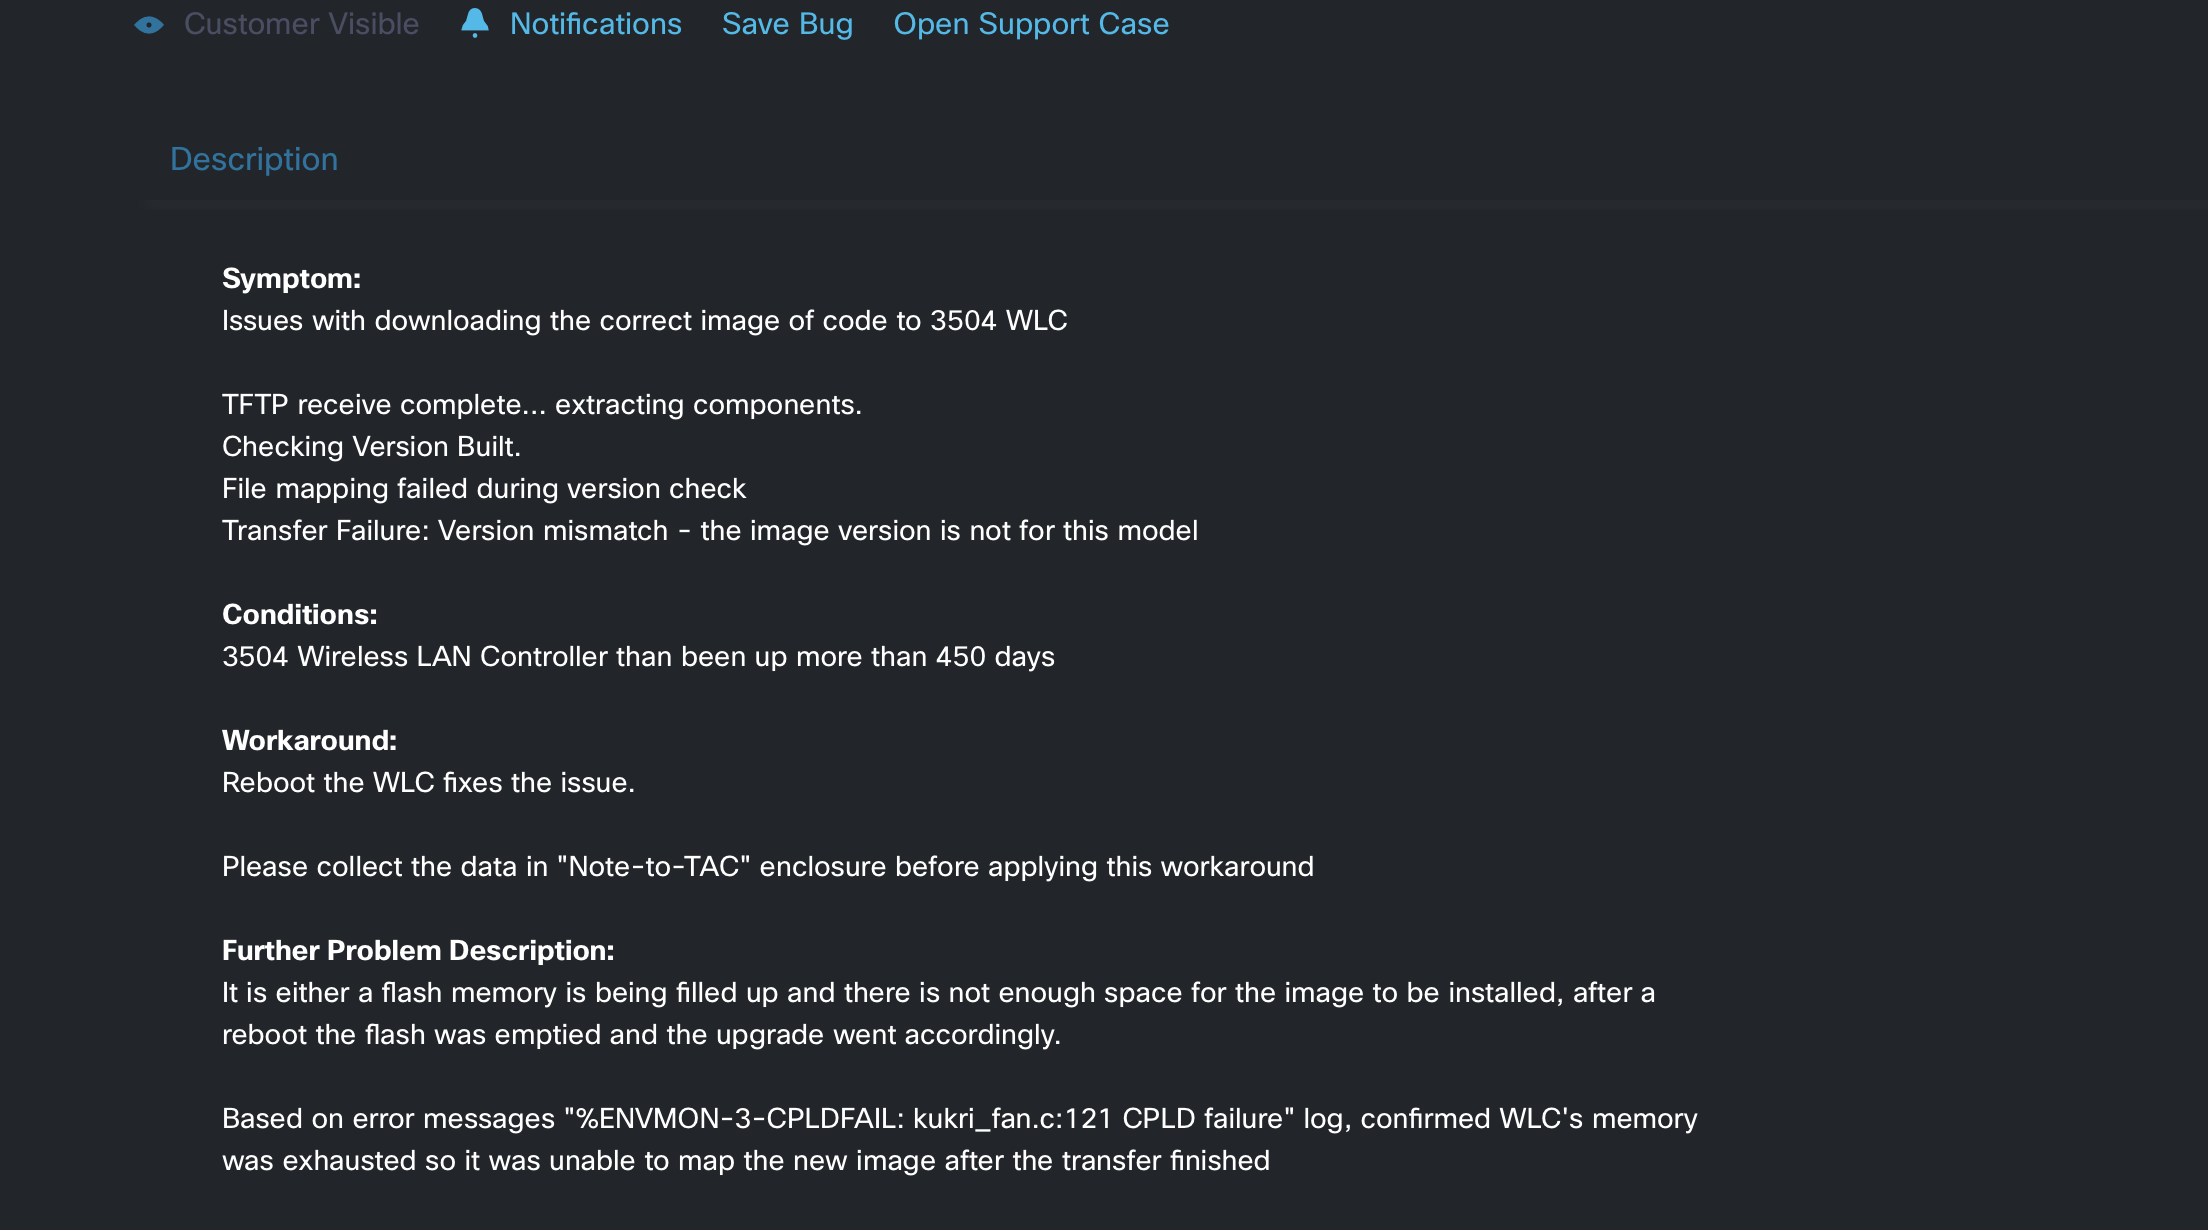 Customer Visible Notifications Save Bug Open Support Case
Description
Symptom:
Issues with downloading the correct image of code to 3504 WLC
TFTP receive complete... extracting components.
Checking Version Built.
File mapping failed during version check
Transfer Failure: Version mismatch - the image version is not for this model
Conditions:
3504 Wireless LAN Controller than been up more than 450 days
Workaround:
Reboot the WLC fixes the issue.
Please collect the data in "Note-to-TAC" enclosure before applying this workaround
Further Problem Description:
It is either a flash memory is being filled up and there is not enough space for the image to be installed, after a
reboot the flash was emptied and the upgrade went accordingly.
Based on error messages "%ENVMON-3-CPLDFAIL: kukri_fan.c:121 CPLD failure" log, confirmed WLC's memory
was exhausted so it was unable to map the new image after the transfer finished